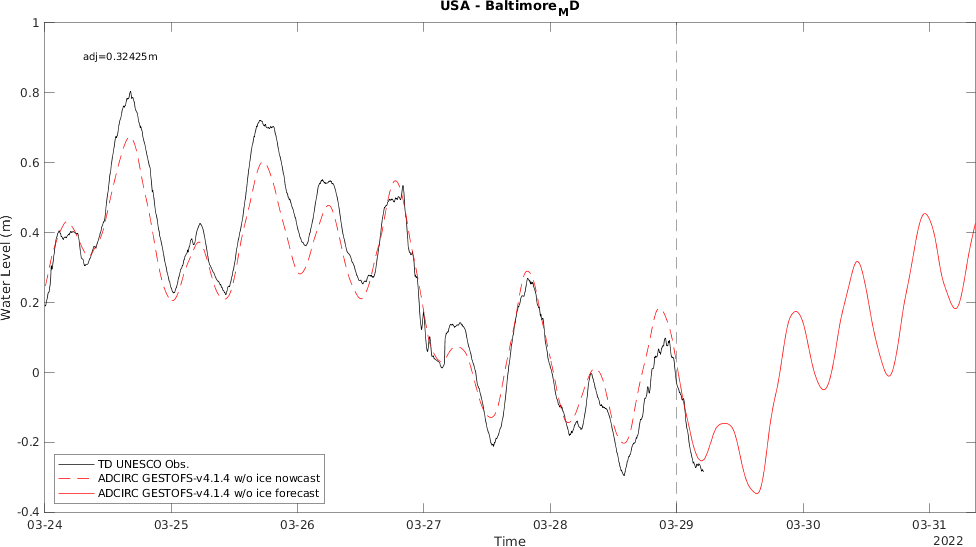 USA - Baltimore_MD
1
adj=0.32425m
0.8
0.6
0.4
Water Level (m)
0.2
0
-0.2
TD UNESCO Obs.
ADCIRC GESTOFS-v4.1.4 w/o ice nowcast
ADCIRC GESTOFS-v4.1.4 w/o ice forecast
-0.4
03-24 03-25 03-26 03-27 03-28 03-29 03-30 03-31
Time 2022